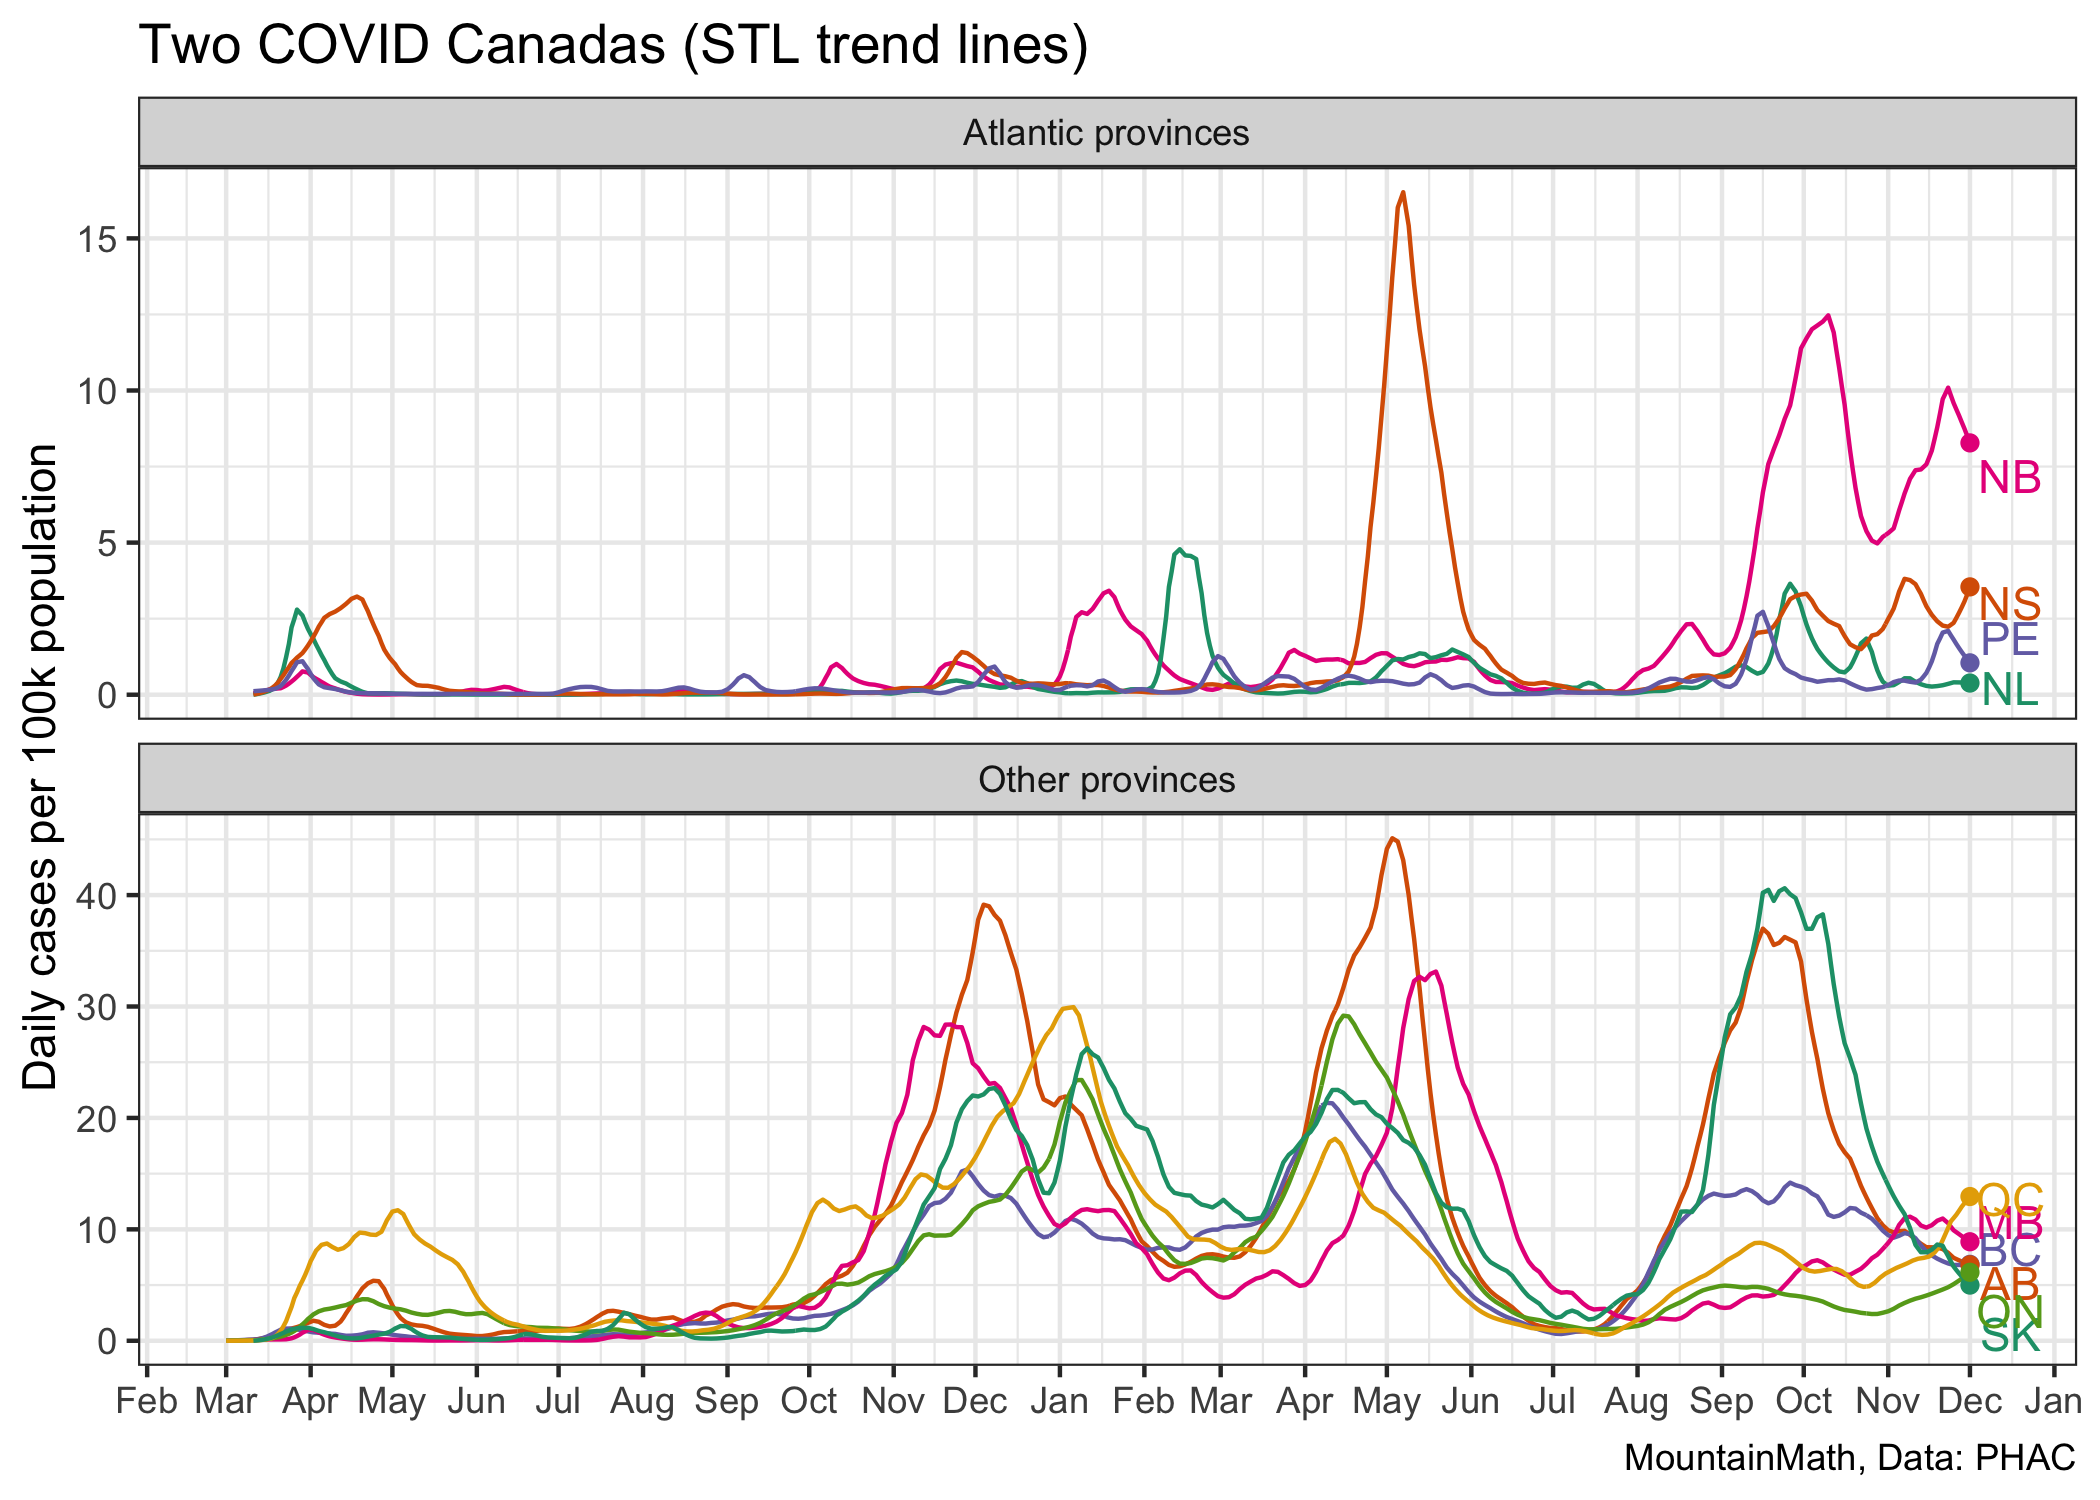 Two COVID Canadas (STL trend lines)
Atlantic provinces
15
10
5
0
NB
NS
PE
NL
Daily cases per 100k population
Other provinces
40
30
20
10
0
QC
MB
BC
AB
ON
SK
Feb Mar Apr May Jun Jul Aug Sep Oct Nov Dec Jan Feb Mar Apr May Jun Jul Aug Sep Oct Nov Dec Jan
MountainMath, Data: PHAC